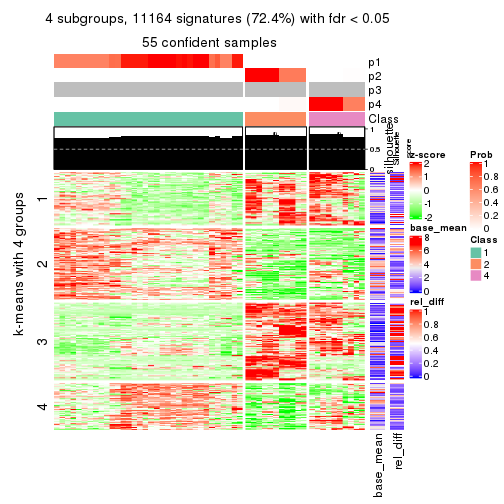 4 subgroups, 11164 signatures (72.4%) with fdr < 0.05
55 confident samples
p1
p2
p3
p4
Class
1
0.5
0
silhouette
Silhouette
score
k-means with 4 groups
1
2
3
4
base_mean
rel_diff
z-score
2
1
0
-1
-2
base_mean
8
6
4
2
0
rel_diff
1
0.8
0.6
0.4
0.2
0
Prob
1
0.8
0.6
0.4
0.2
0
Class
1
2
4